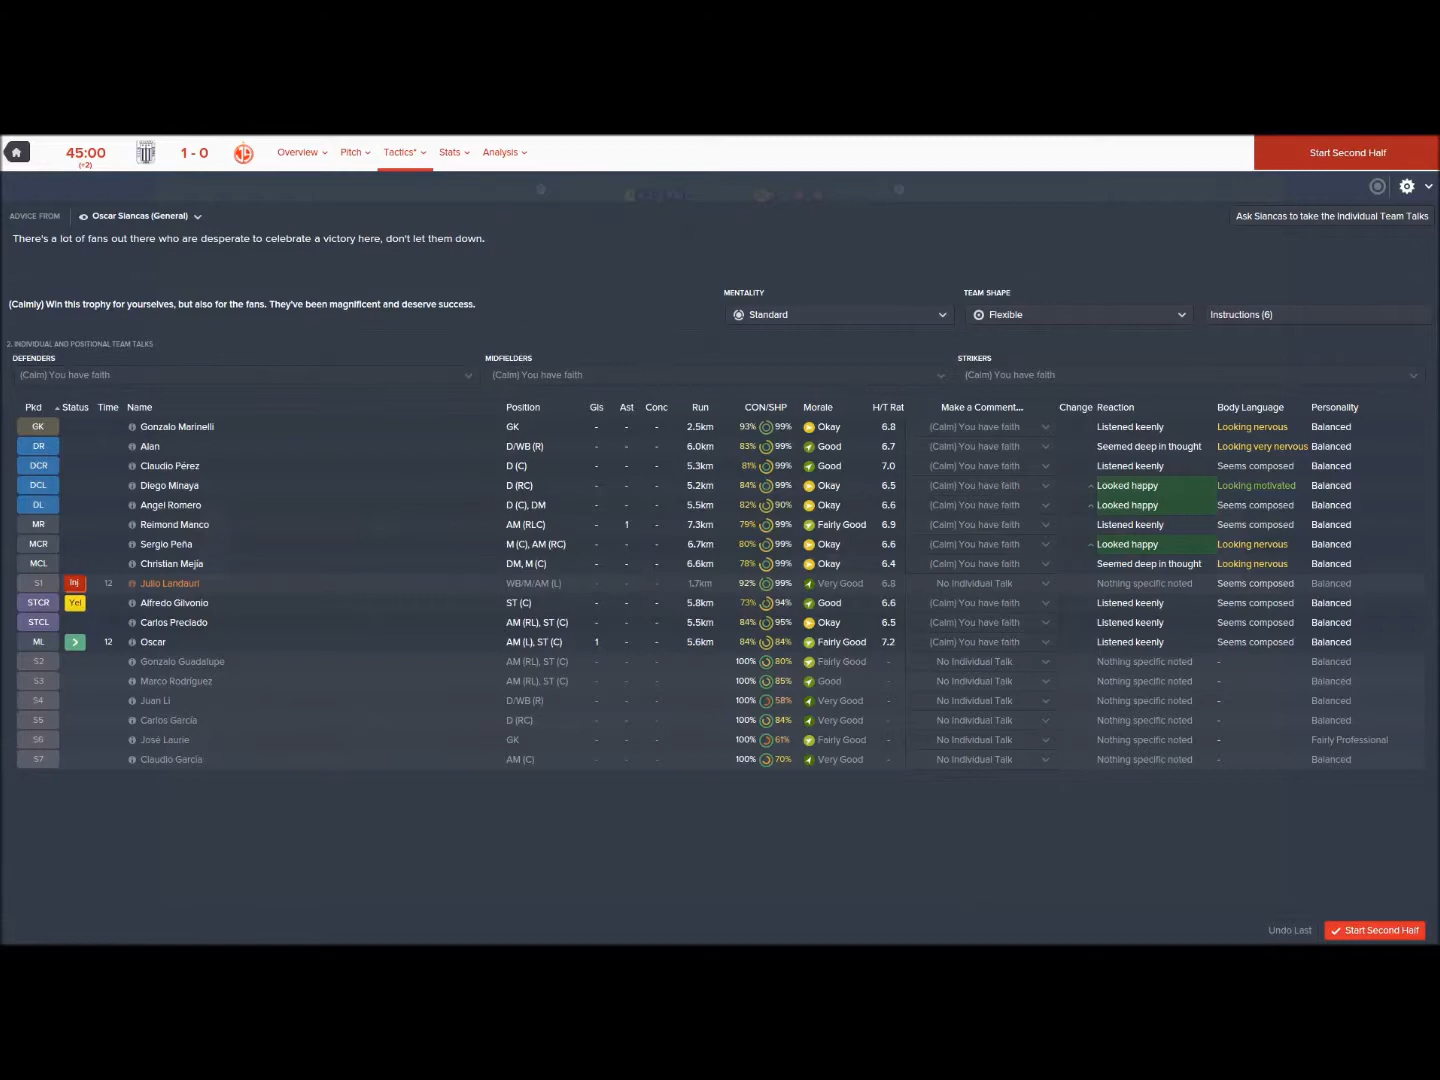 45:00 1 - 0 Overview Pitch Tactics* Stats Analysis Start Second Half
(+2)
ADVICE FROM Oscar Siancas (General) Ask Siancas to take the Individual Team Talks
There's a lot of fans out there who are desperate to celebrate a victory here, don't let them down.
MENTALITY TEAM SHAPE
(Calmly) Win this trophy for yourselves, but also for the fans. They've been magnificent and deserve success.
Standard Flexible Instructions (6)
2. INDIVIDUAL AND POSITIONAL TEAM TALKS
DEFENDERS MIDFIELDERS STRIKERS
(Calm) You have faith (Calm) You have faith (Calm) You have faith
Pkd Status Time Name Position Gls Ast Conc Run CON/SHP Morale H/T Rat Make a Comment... Change Reaction Body Language Personality
GK Gonzalo Marinelli GK - - - 2.5km 93% 99% Okay 6.8 (Calm) You have faith Listened keenly Looking nervous Balanced
DR Alan D/WB (R) - - - 6.0km 83% 99% Good 6.7 (Calm) You have faith Seemed deep in thought Looking very nervous Balanced
DCR Claudio Pérez D (C) - - - 5.3km 81% 99% Good 7.0 (Calm) You have faith Listened keenly Seems composed Balanced
DCL Diego Minaya D (RC) - - - 5.2km 84% 99% Okay 6.5 (Calm) You have faith Looked happy Looking motivated Balanced
DL Angel Romero D (C), DM - - - 5.5km 82% 90% Okay 6.6 (Calm) You have faith Looked happy Seems composed Balanced
MR Reimond Manco AM (RLC) - 1 - 7.3km 79% 99% Fairly Good 6.9 (Calm) You have faith Listened keenly Seems composed Balanced
MCR Sergio Peña M (C), AM (RC) - - - 6.7km 80% 99% Okay 6.6 (Calm) You have faith Looked happy Looking nervous Balanced
MCL Christian Mejía DM, M (C) - - - 6.6km 78% 99% Okay 6.4 (Calm) You have faith Seemed deep in thought Looking nervous Balanced
S1 Inj 12 Julio Landauri WB/M/AM (L) - - - 1.7km 92% 99% Very Good 6.8 No Individual Talk Nothing specific noted Seems composed Balanced
STCR Yel Alfredo Gilvonio ST (C) - - - 5.8km 73% 94% Good 6.6 (Calm) You have faith Listened keenly Seems composed Balanced
STCL Carlos Preciado AM (RL), ST (C) - - - 5.5km 84% 95% Okay 6.5 (Calm) You have faith Listened keenly Seems composed Balanced
ML 12 Oscar AM (L), ST (C) 1 - - 5.6km 84% 84% Fairly Good 7.2 (Calm) You have faith Listened keenly Seems composed Balanced
S2 Gonzalo Guadalupe AM (RL), ST (C) - - - 100% 80% Fairly Good - No Individual Talk Nothing specific noted - Balanced
S3 Marco Rodríguez AM (RL), ST (C) - - - 100% 85% Good - No Individual Talk Nothing specific noted - Balanced
S4 Juan Li D/WB (R) - - - 100% 58% Very Good - No Individual Talk Nothing specific noted - Balanced
S5 Carlos García D (RC) - - - 100% 84% Very Good - No Individual Talk Nothing specific noted - Balanced
S6 José Laurie GK - - - 100% 61% Fairly Good - No Individual Talk Nothing specific noted - Fairly Professional
S7 Claudio García AM (C) - - - 100% 70% Very Good - No Individual Talk Nothing specific noted - Balanced
Undo Last Start Second Half